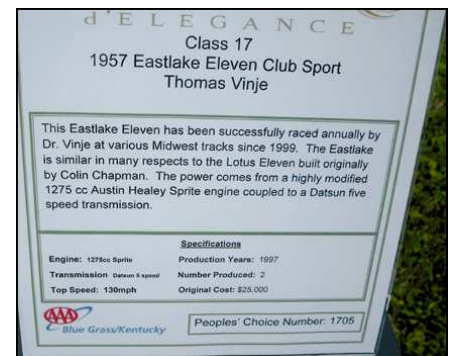 d'ELEGANCE
Class 17
1957 Eastlake Eleven Club Sport
Thomas Vinje
This Eastlake Eleven has been successfully raced annually by
Dr. Vinje at various Midwest tracks since 1999. The Eastlake
is similar in many respects to the Lotus Eleven built originally
by Colin Chapman. The power comes from a highly modified
1275 cc Austin Healey Sprite engine coupled to a Datsun five
speed transmission.
Specifications
Engine: 1275cc Sprite Production Years: 1997
Transmission Datsun 5 speed Number Produced: 2
Top Speed: 130mph Original Cost: $25,000
AAA
Blue Grass/Kentucky
Peoples' Choice Number: 1705